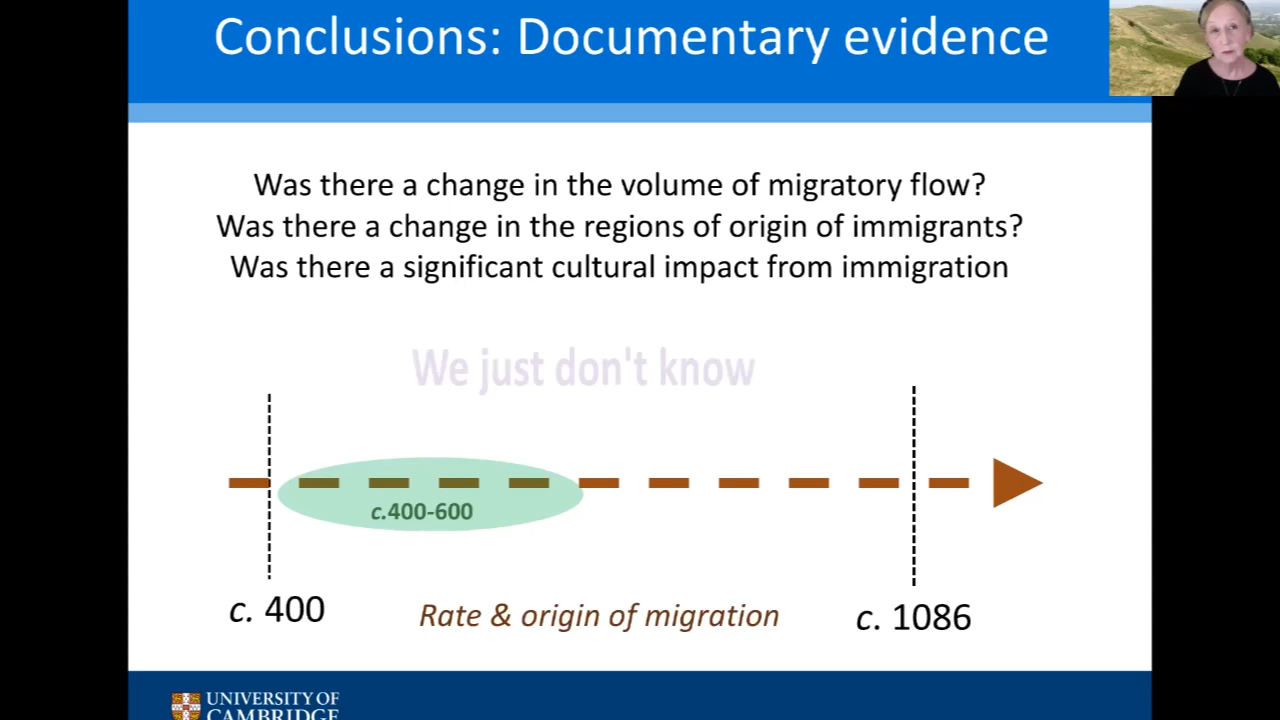 Conclusions: Documentary evidence
Was there a change in the volume of migratory flow?
Was there a change in the regions of origin of immigrants?
Was there a significant cultural impact from immigration
We just don't know
c.400-600
c. 400
Rate & origin of migration
c. 1086
UNIVERSITY OF
CAMBRIDGE